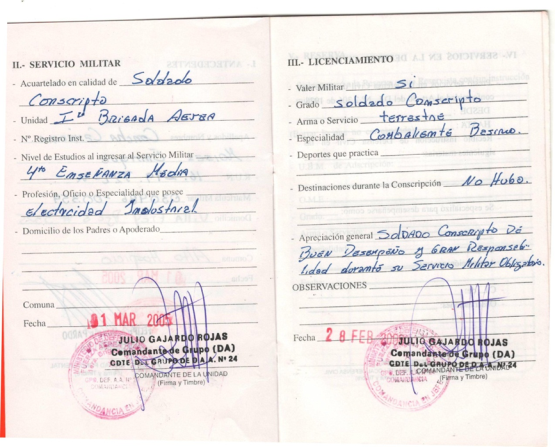 II.- SERVICIO MILITAR
- Acuartelado en calidad de Soldado
Conscripto
- Unidad Iª Brigada Aerea
- Nº Registro Inst.
- Nivel de Estudios al ingresar al Servicio Militar
4to Enseñanza Media
- Profesión, Oficio o Especialidad que posee
Electricidad Industrial
- Domicilio de los Padres o Apoderado
Comuna
Fecha 01 MAR 2005
JULIO GAJARDO ROJAS
Comandante de Grupo (DA)
CDTE DEL GRUPO DE D.A.A. Nº 24
COMANDANTE DE LA UNIDAD
(Firma y Timbre)
III.- LICENCIAMIENTO
- Valer Militar Si
- Grado Soldado Conscripto
- Arma o Servicio terrestre
- Especialidad Combatiente Basico.
- Deportes que practica
- Destinaciones durante la Conscripción No Hubo.
- Apreciación general Soldado Conscripto De
Buen Desempeño y Gran Responsabi-
lidad durante su Servicio Militar Obligatorio.
OBSERVACIONES
Fecha 28 FEB
JULIO GAJARDO ROJAS
Comandante de Grupo (DA)
CDTE DEL GRUPO DE D.A.A. Nº 24
COMANDANTE DE LA UNIDAD
(Firma y Timbre)